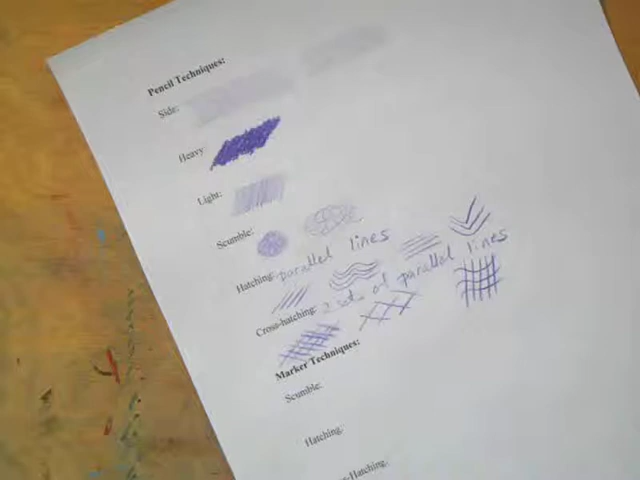 Pencil Techniques:
Side:
Heavy
Light:
Scumble:
Hatching: parallel lines
Cross-hatching: 2 sets of parallel lines
Marker Techniques:
Scumble:
Hatching:
-Hatching: